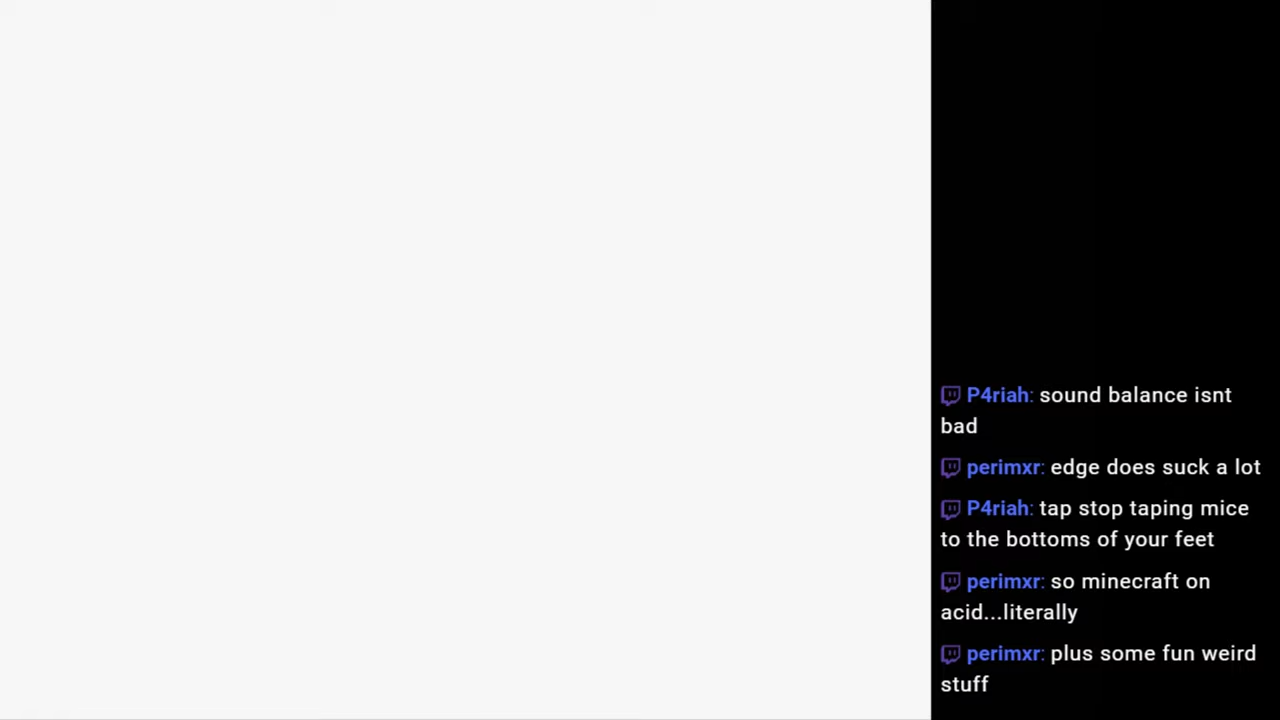 P4riah: sound balance isnt
bad
perimxr: edge does suck a lot
P4riah: tap stop taping mice
to the bottoms of your feet
perimxr: so minecraft on
acid...literally
perimxr: plus some fun weird
stuff